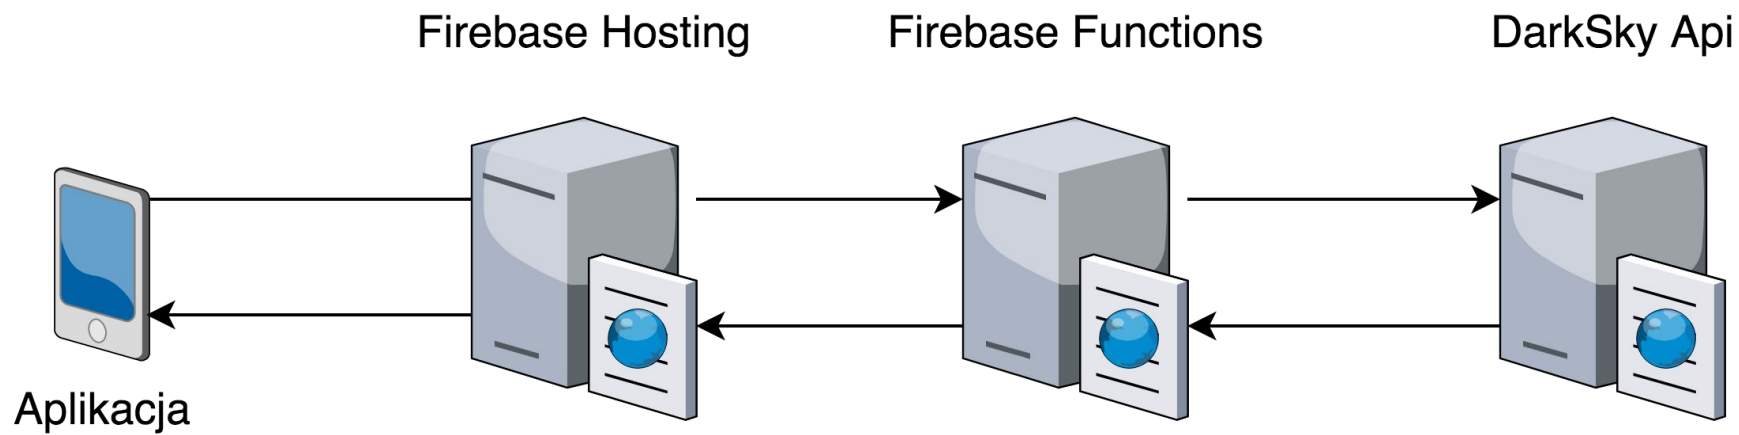 Firebase Hosting
Firebase Functions
DarkSky Api
Aplikacja